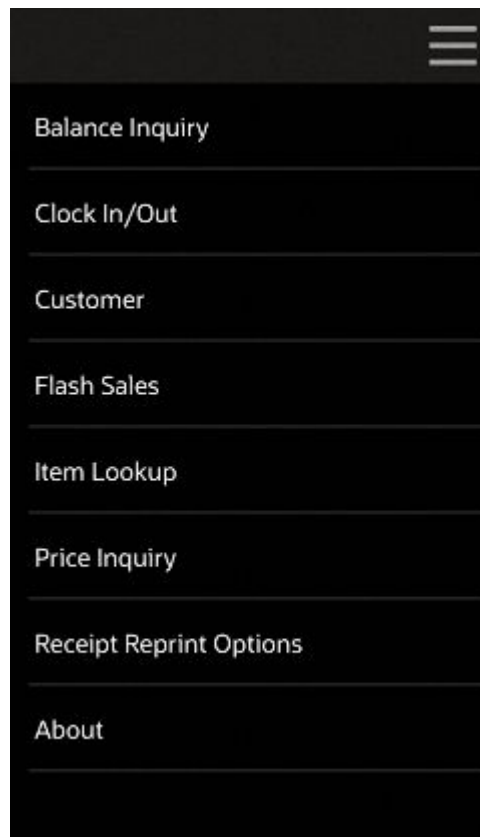 Balance Inquiry
Clock In/Out
Customer
Flash Sales
Item Lookup
Price Inquiry
Receipt Reprint Options
About